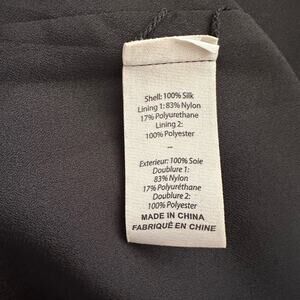 Shell: 100% Silk
Lining 1: 83% Nylon
17% Polyurethane
Lining 2:
100% Polyester
--
Exterieur: 100% Soie
Doublure 1:
83% Nylon
17% Polyuréthane
Doublure 2:
100% Polyester
MADE IN CHINA
FABRIQUÉ EN CHINE